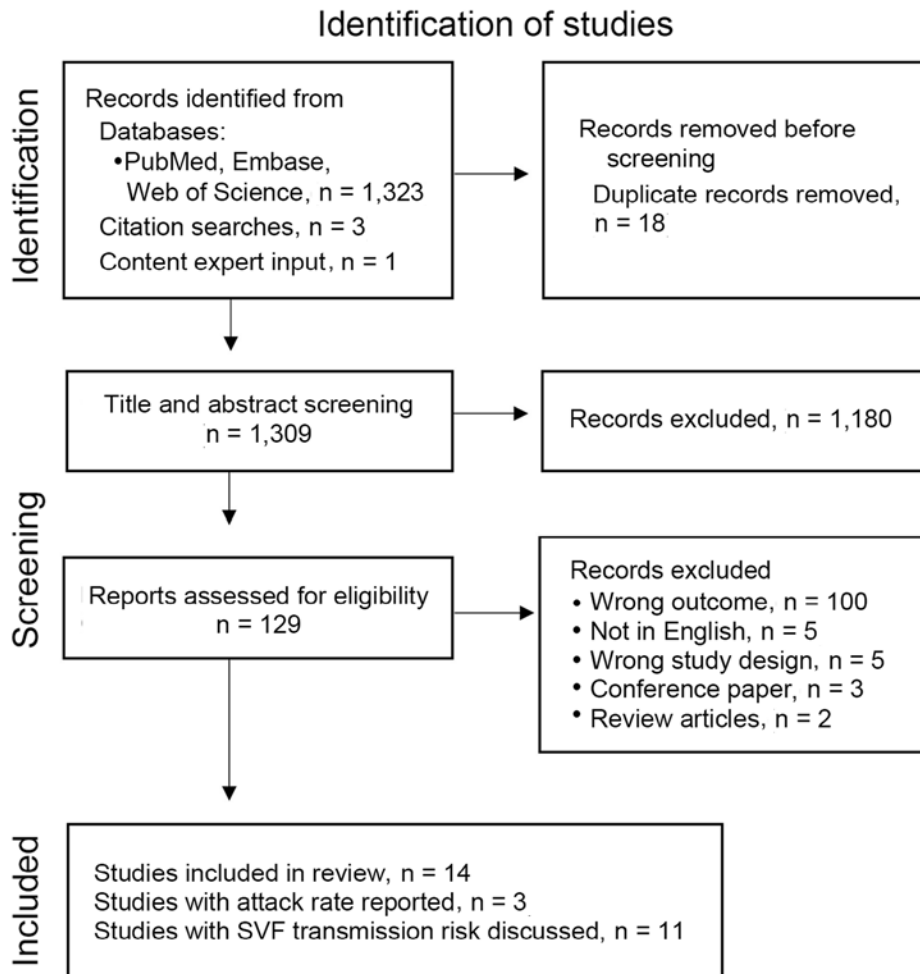 Identification of studies
Identification
Records identified from
Databases:
•PubMed, Embase,
Web of Science, n = 1,323
Citation searches, n = 3
Content expert input, n = 1
Records removed before
screening
Duplicate records removed,
n = 18
Screening
Title and abstract screening
n = 1,309
Records excluded, n = 1,180
Reports assessed for eligibility
n = 129
Records excluded
• Wrong outcome, n = 100
• Not in English, n = 5
• Wrong study design, n = 5
• Conference paper, n = 3
• Review articles, n = 2
Included
Studies included in review, n = 14
Studies with attack rate reported, n = 3
Studies with SVF transmission risk discussed, n = 11